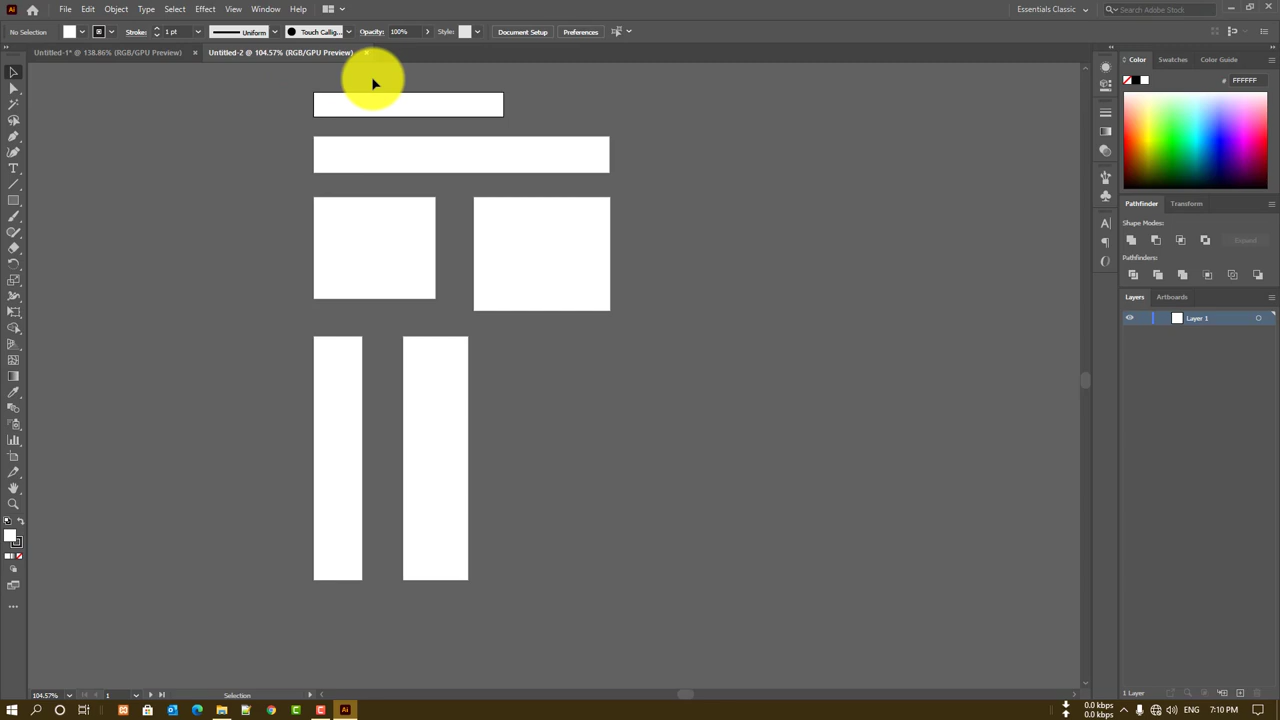 Ai File Edit Object Type Select Effect View Window Help Essentials Classic Search Adobe Stock
No Selection Stroke: 1 pt Uniform Touch Callig... Opacity: 100% Style: Document Setup Preferences
Untitled-1* @ 138.86% (RGB/GPU Preview) × Untitled-2 @ 104.57% (RGB/GPU Preview) ×
Color Swatches Color Guide
# FFFFFF
Pathfinder Transform
Shape Modes:
Expand
Pathfinders:
Layers Artboards
Layer 1
1 Layer
104.57% 1 Selection
0.0 kbps
0.0 kbps
ENG 7:10 PM